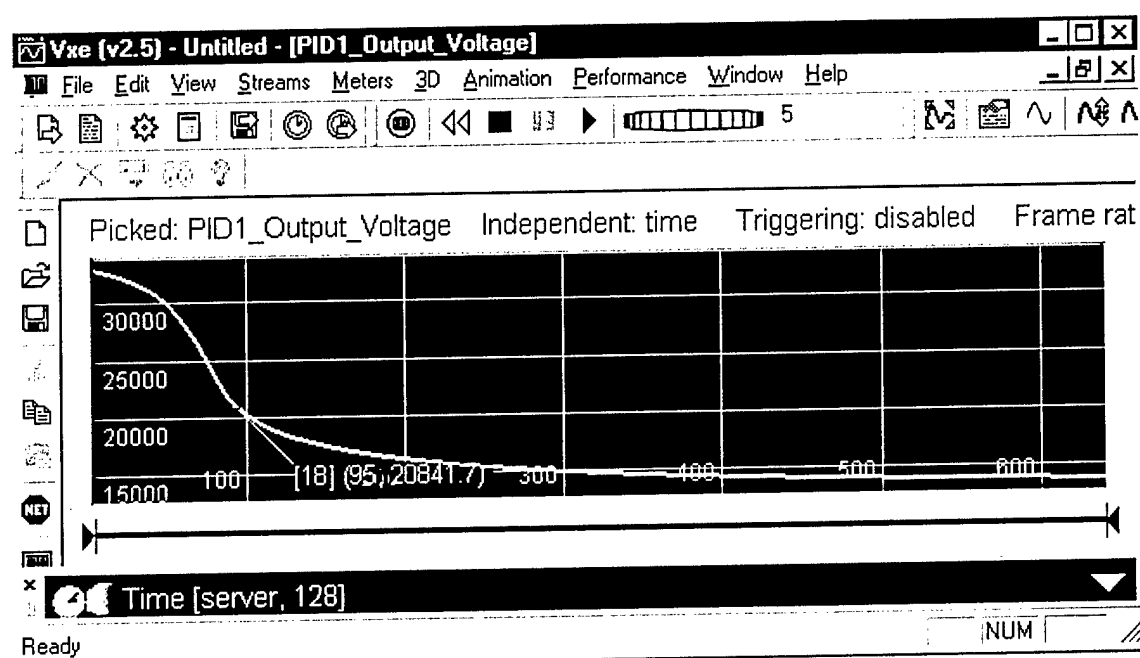 Vxe (v2.5) - Untitled - [PID1_Output_Voltage]
File Edit View Streams Meters 3D Animation Performance Window Help
5
Picked: PID1_Output_Voltage Independent: time Triggering: disabled Frame rat
30000
25000
20000
15000 100 [18] (95, 20841.7) 300 400 500 600
NET
Time [server, 128]
Ready NUM